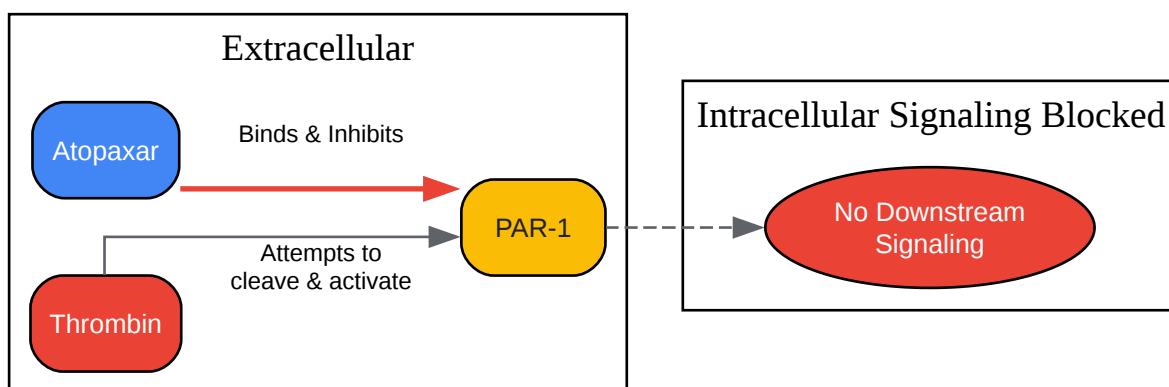 Extracellular
Atopaxar
Binds & Inhibits
PAR-1
Attempts to
cleave & activate
Thrombin
Intracellular Signaling Blocked
No Downstream
Signaling